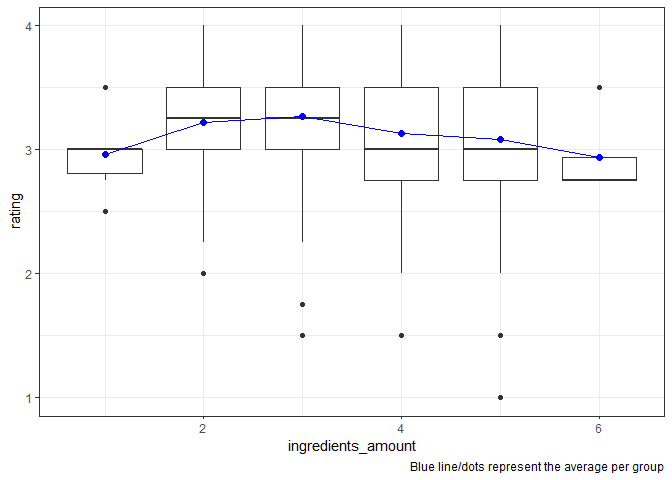 4
3
2
1
rating
2
4
6
ingredients_amount
Blue line/dots represent the average per group